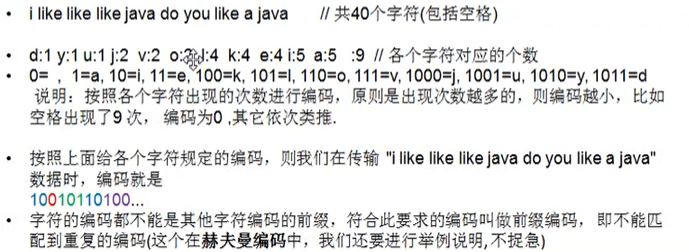 • i like like like java do you like a java // 共40个字符(包括空格)
• d:1 y:1 u:1 j:2 v:2 o:2 l:4 k:4 e:4 i:5 a:5 :9 // 各个字符对应的个数
• 0= , 1=a, 10=i, 11=e, 100=k, 101=l, 110=o, 111=v, 1000=j, 1001=u, 1010=y, 1011=d
说明：按照各个字符出现的次数进行编码，原则是出现次数越多的，则编码越小，比如
空格出现了9 次， 编码为0 ,其它依次类推.
• 按照上面给各个字符规定的编码，则我们在传输 "i like like like java do you like a java"
数据时，编码就是
10010110100...
• 字符的编码都不能是其他字符编码的前缀，符合此要求的编码叫做前缀编码， 即不能匹
配到重复的编码(这个在赫夫曼编码中，我们还要进行举例说明,不捉急)